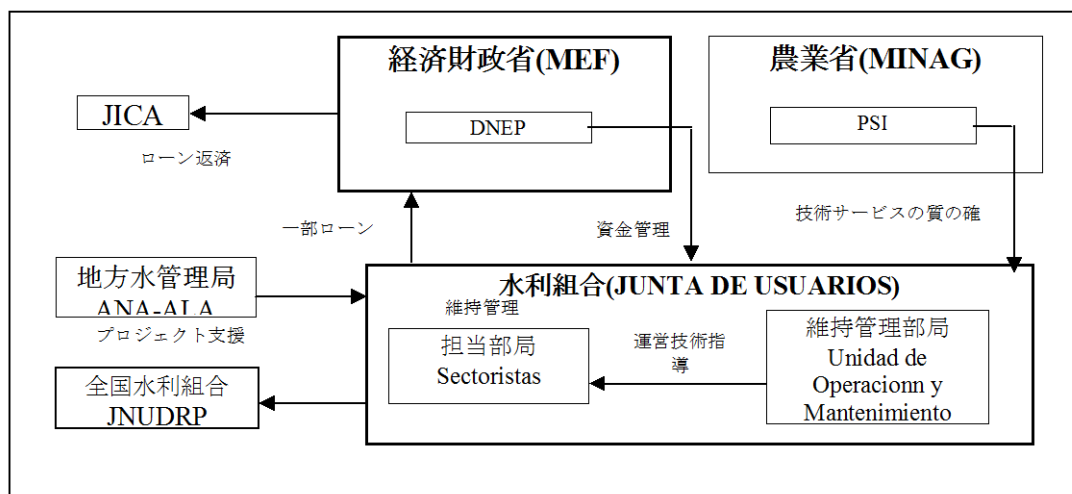 経済財政省(MEF)
農業省(MINAG)
JICA
DNEP
PSI
ローン返済
一部ローン
資金管理
技術サービスの質の確
地方水管理局
ANA-ALA
プロジェクト支援
水利組合(JUNTA DE USUARIOS)
維持管理
担当部局
Sectoristas
運営技術指
導
維持管理部局
Unidad de
Operacionn y
Mantenimiento
全国水利組合
JNUDRP